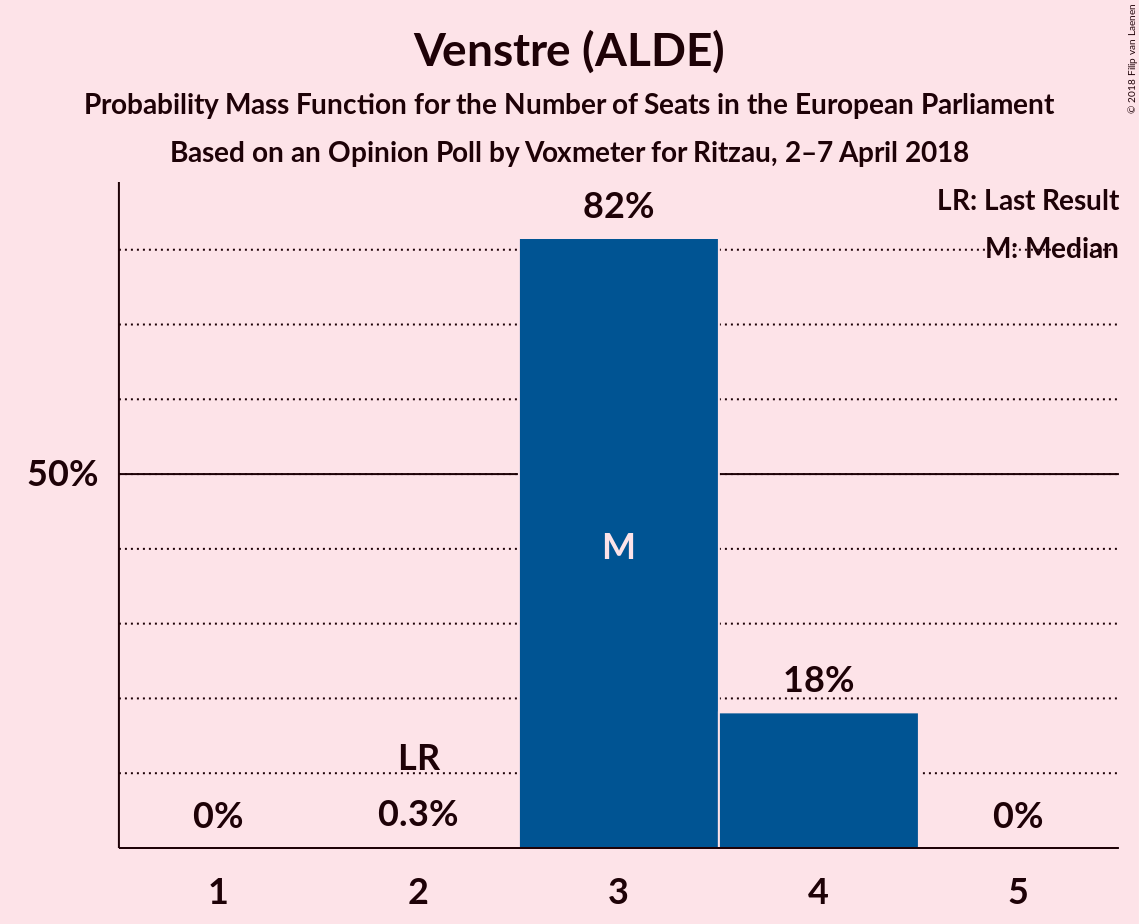 Venstre (ALDE)
Probability Mass Function for the Number of Seats in the European Parliament
Based on an Opinion Poll by Voxmeter for Ritzau, 2–7 April 2018
© 2018 Filip van Laenen
LR: Last Result
M: Median
82%
50%
M
18%
LR
0%
0.3%
0%
1
2
3
4
5